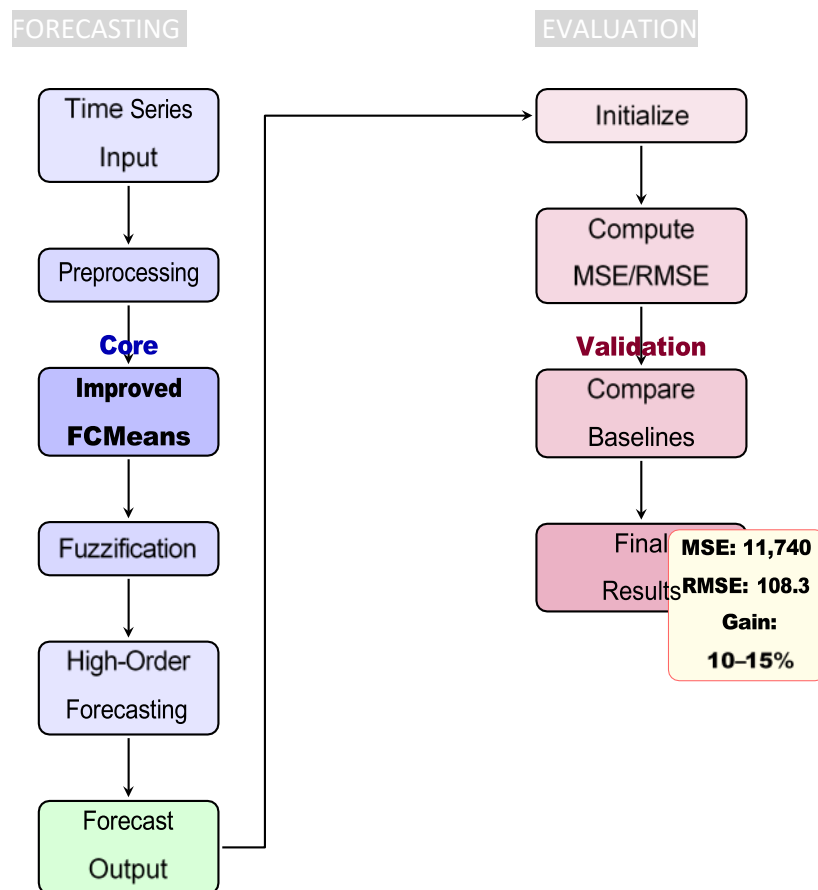 FORECASTING
Time Series
Input
Preprocessing
Core
Improved
FCMeans
Fuzzification
High-Order
Forecasting
Forecast
Output
EVALUATION
Initialize
Compute
MSE/RMSE
Validation
Compare
Baselines
Final
Results
MSE: 11,740
RMSE: 108.3
Gain:
10–15%